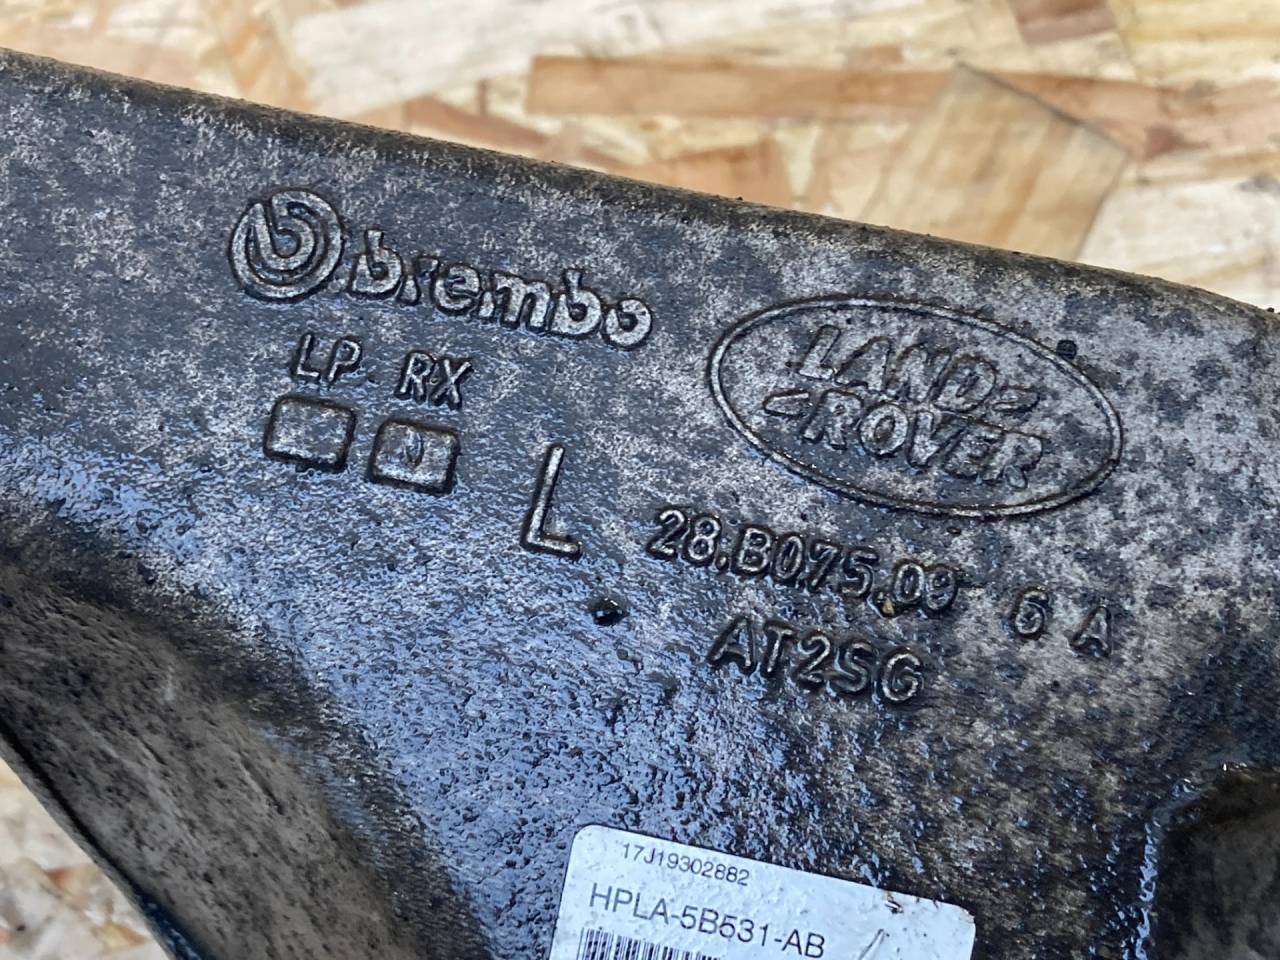 brembo
LAND
ROVER
LP RX
L
28.B075.09 6 A
AT2SG
17J19302882
HPLA-5B531-AB